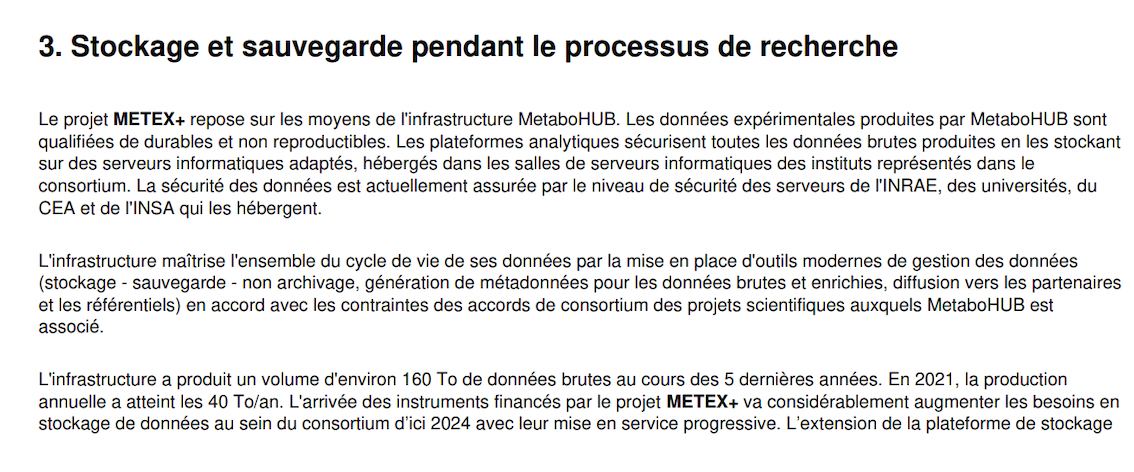 3. Stockage et sauvegarde pendant le processus de recherche
Le projet METEX+ repose sur les moyens de l'infrastructure MetaboHUB. Les données expérimentales produites par MetaboHUB sont
qualifiées de durables et non reproductibles. Les plateformes analytiques sécurisent toutes les données brutes produites en les stockant
sur des serveurs informatiques adaptés, hébergés dans les salles de serveurs informatiques des instituts représentés dans le
consortium. La sécurité des données est actuellement assurée par le niveau de sécurité des serveurs de l'INRAE, des universités, du
CEA et de l'INSA qui les hébergent.
L'infrastructure maîtrise l'ensemble du cycle de vie de ses données par la mise en place d'outils modernes de gestion des données
(stockage - sauvegarde - non archivage, génération de métadonnées pour les données brutes et enrichies, diffusion vers les partenaires
et les référentiels) en accord avec les contraintes des accords de consortium des projets scientifiques auxquels MetaboHUB est
associé.
L'infrastructure a produit un volume d'environ 160 To de données brutes au cours des 5 dernières années. En 2021, la production
annuelle a atteint les 40 To/an. L'arrivée des instruments financés par le projet METEX+ va considérablement augmenter les besoins en
stockage de données au sein du consortium d’ici 2024 avec leur mise en service progressive. L’extension de la plateforme de stockage